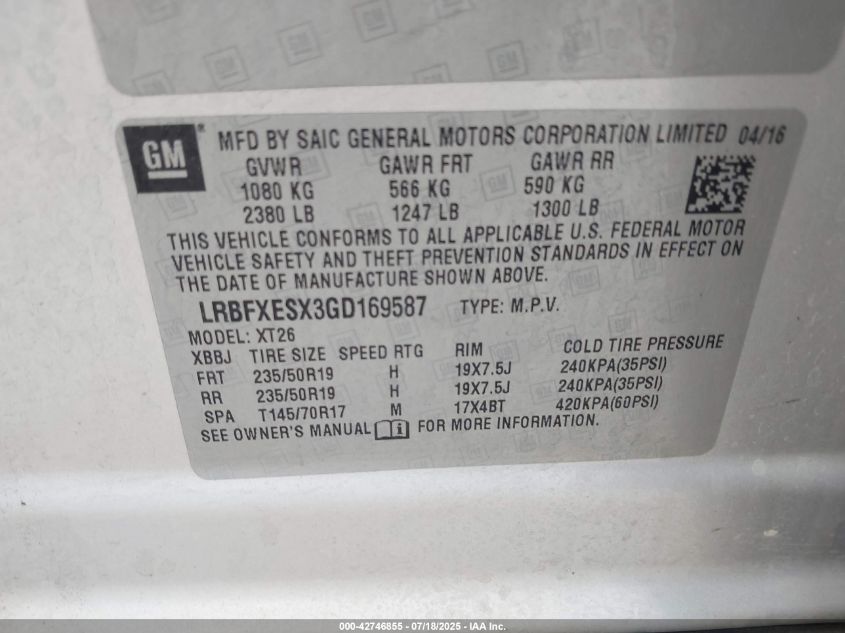 GM
MFD BY SAIC GENERAL MOTORS CORPORATION LIMITED 04/16
GVWR GAWR FRT GAWR RR
1080 KG 566 KG 590 KG
2380 LB 1247 LB 1300 LB
THIS VEHICLE CONFORMS TO ALL APPLICABLE U.S. FEDERAL MOTOR
VEHICLE SAFETY AND THEFT PREVENTION STANDARDS IN EFFECT ON
THE DATE OF MANUFACTURE SHOWN ABOVE.
LRBFXESX3GD169587 TYPE: M.P.V.
MODEL: XT26
XBBJ TIRE SIZE SPEED RTG RIM COLD TIRE PRESSURE
FRT 235/50R19 H 19X7.5J 240KPA(35PSI)
RR 235/50R19 H 19X7.5J 240KPA(35PSI)
SPA T145/70R17 M 17X4BT 420KPA(60PSI)
SEE OWNER'S MANUAL i FOR MORE INFORMATION.
000-42746855 - 07/18/2025 - IAA Inc.